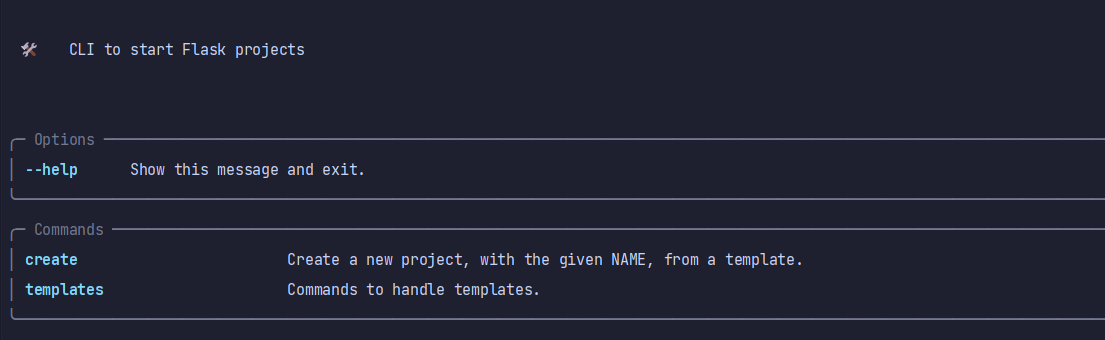 🛠 CLI to start Flask projects
Options
--help Show this message and exit.
Commands
create Create a new project, with the given NAME, from a template.
templates Commands to handle templates.